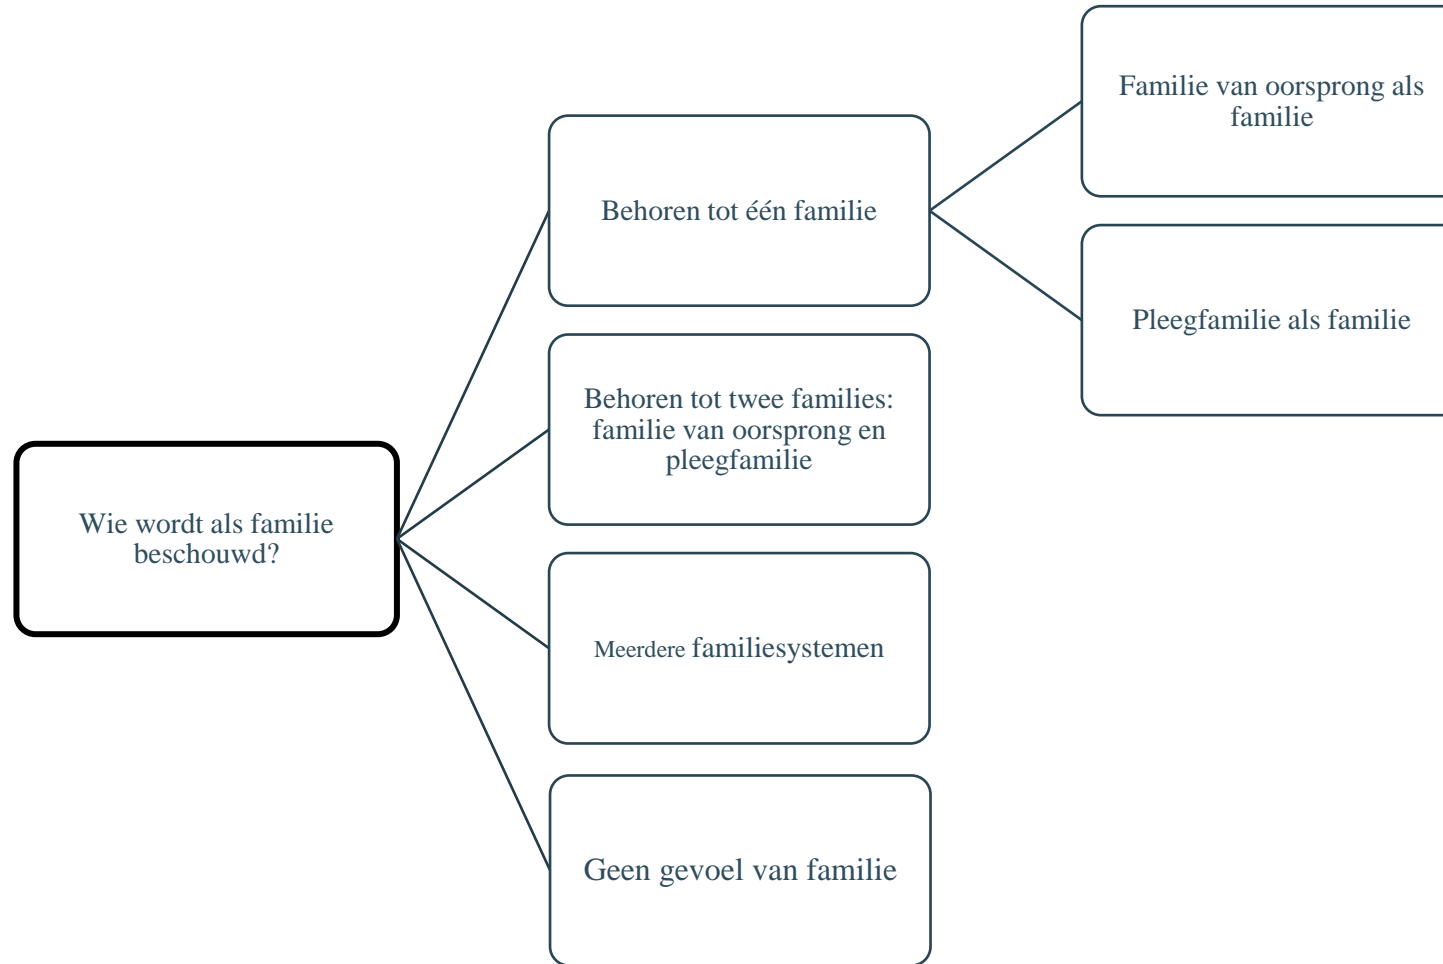 Wie wordt als familie
beschouwd?
Behoren tot één familie
Familie van oorsprong als
familie
Pleegfamilie als familie
Behoren tot twee families:
familie van oorsprong en
pleegfamilie
Meerdere familiesystemen
Geen gevoel van familie